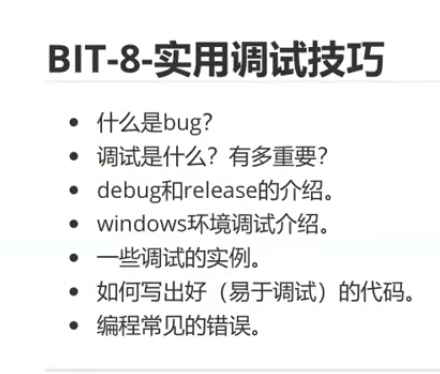 BIT-8-实用调试技巧
什么是bug？
调试是什么？有多重要？
debug和release的介绍。
windows环境调试介绍。
一些调试的实例。
如何写出好（易于调试）的代码。
编程常见的错误。